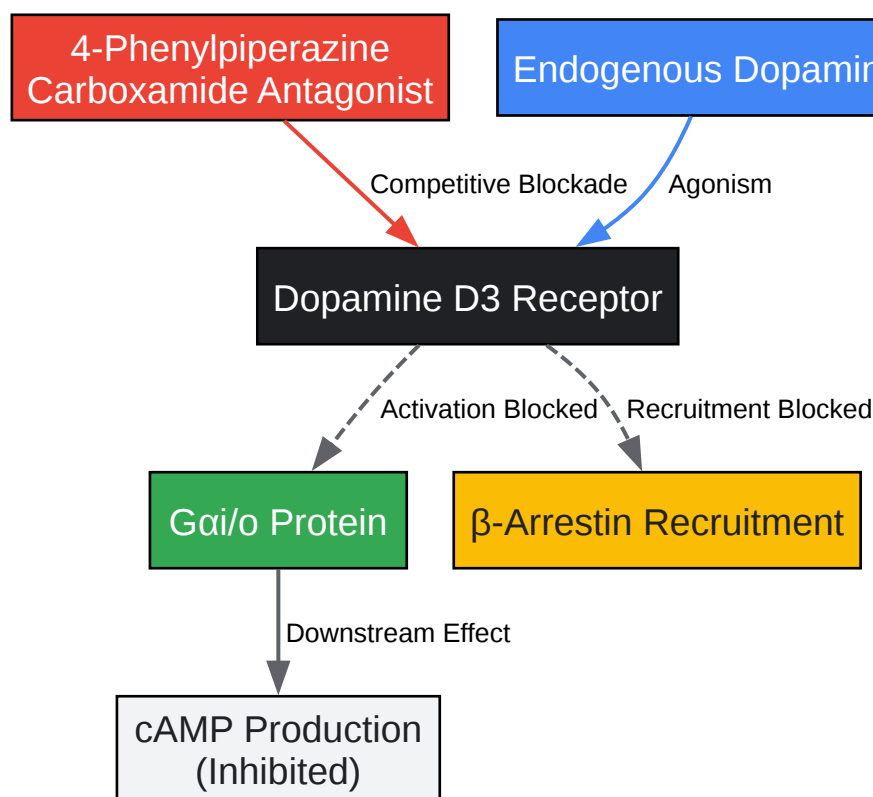 4-Phenylpiperazine
Carboxamide Antagonist
Endogenous Dopamin
Competitive Blockade
Agonism
Dopamine D3 Receptor
Activation Blocked
Recruitment Blocked
Gαi/o Protein
β-Arrestin Recruitment
Downstream Effect
cAMP Production
(Inhibited)